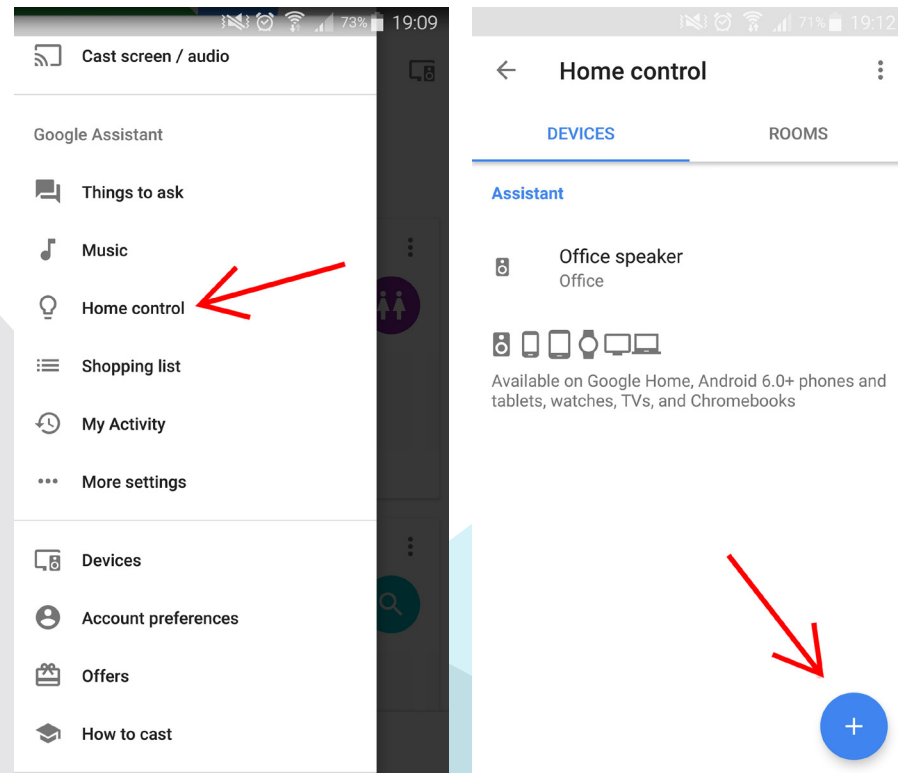 73% 19:09
Cast screen / audio
Google Assistant
Things to ask
Music
Home control
Shopping list
My Activity
More settings
Devices
Account preferences
Offers
How to cast
71% 19:12
Home control
DEVICES ROOMS
Assistant
Office speaker
Office
Available on Google Home, Android 6.0+ phones and
tablets, watches, TVs, and Chromebooks